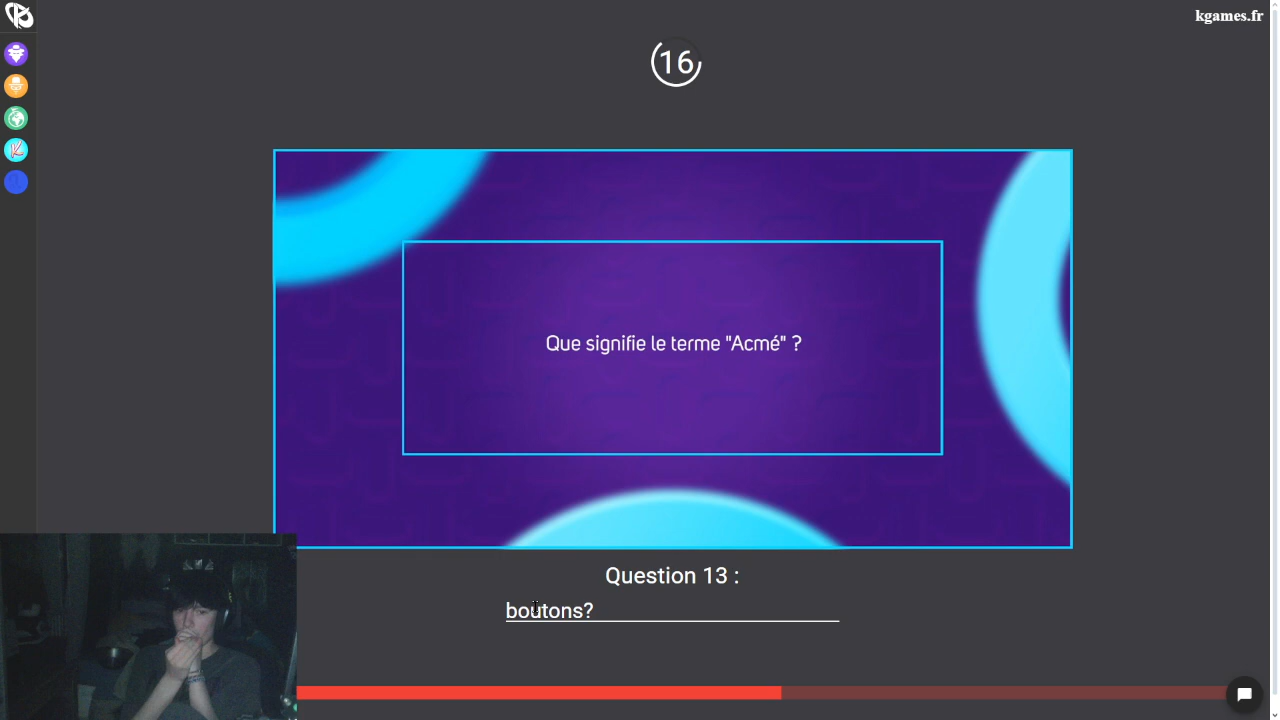 kgames.fr
16
Que signifie le terme "Acmé" ?
Question 13 :
boutons?